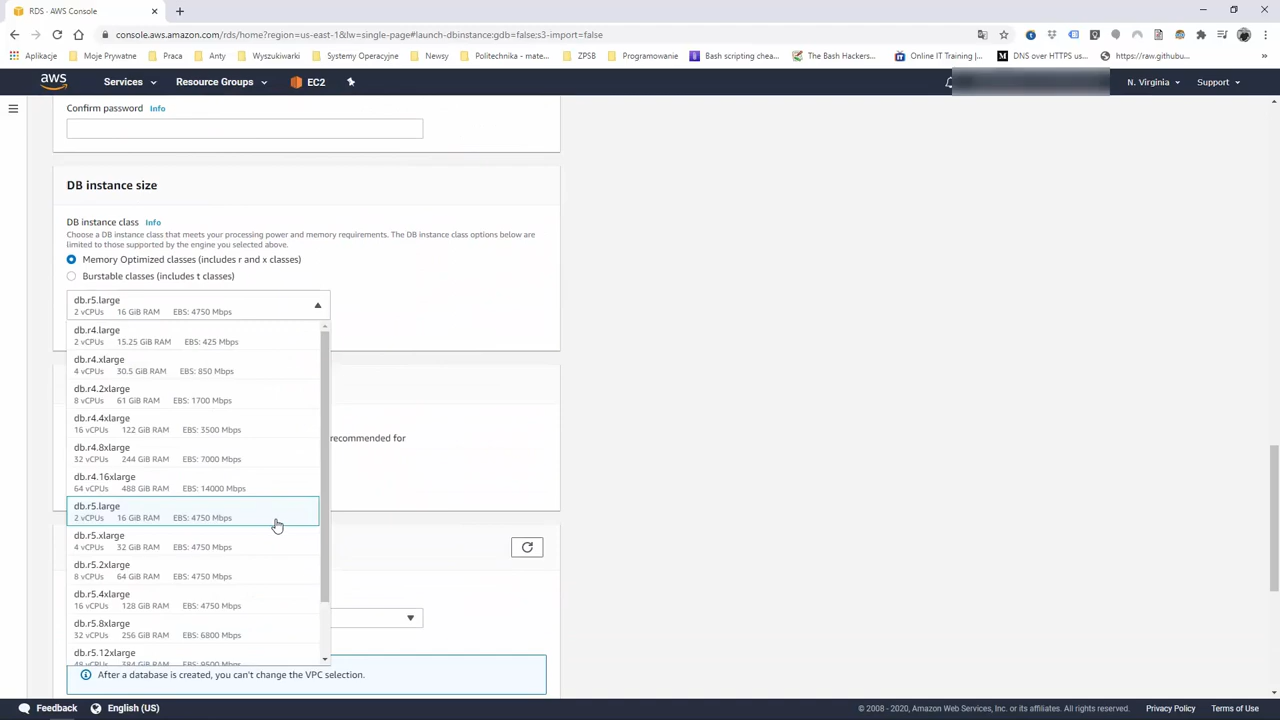 RDS - AWS Console
console.aws.amazon.com/rds/home?region=us-east-1&lw=single-page#launch-dbinstance:gdb=false;s3-import=false
Aplikacje Moje Prywatne Praca Anty Wyszukiwarki Systemy Operacyjne Newsy Politechnika - mate... ZPSB Programowanie Bash scripting chea... The Bash Hackers... Online IT Training |... DNS over HTTPS us... https://raw.githubu...
aws Services Resource Groups EC2 N. Virginia Support
Confirm password Info
DB instance size
DB instance class Info
Choose a DB instance class that meets your processing power and memory requirements. The DB instance class options below are
limited to those supported by the engine you selected above.
Memory Optimized classes (includes r and x classes)
Burstable classes (includes t classes)
db.r5.large
2 vCPUs 16 GiB RAM EBS: 4750 Mbps
db.r4.large
2 vCPUs 15.25 GiB RAM EBS: 425 Mbps
db.r4.xlarge
4 vCPUs 30.5 GiB RAM EBS: 850 Mbps
db.r4.2xlarge
8 vCPUs 61 GiB RAM EBS: 1700 Mbps
db.r4.4xlarge
16 vCPUs 122 GiB RAM EBS: 3500 Mbps
recommended for
db.r4.8xlarge
32 vCPUs 244 GiB RAM EBS: 7000 Mbps
db.r4.16xlarge
64 vCPUs 488 GiB RAM EBS: 14000 Mbps
db.r5.large
2 vCPUs 16 GiB RAM EBS: 4750 Mbps
db.r5.xlarge
4 vCPUs 32 GiB RAM EBS: 4750 Mbps
db.r5.2xlarge
8 vCPUs 64 GiB RAM EBS: 4750 Mbps
db.r5.4xlarge
16 vCPUs 128 GiB RAM EBS: 4750 Mbps
db.r5.8xlarge
32 vCPUs 256 GiB RAM EBS: 6800 Mbps
db.r5.12xlarge
48 vCPUs 384 GiB RAM EBS: 9500 Mbps
After a database is created, you can't change the VPC selection.
Feedback English (US) © 2008 - 2020, Amazon Web Services, Inc. or its affiliates. All rights reserved. Privacy Policy Terms of Use